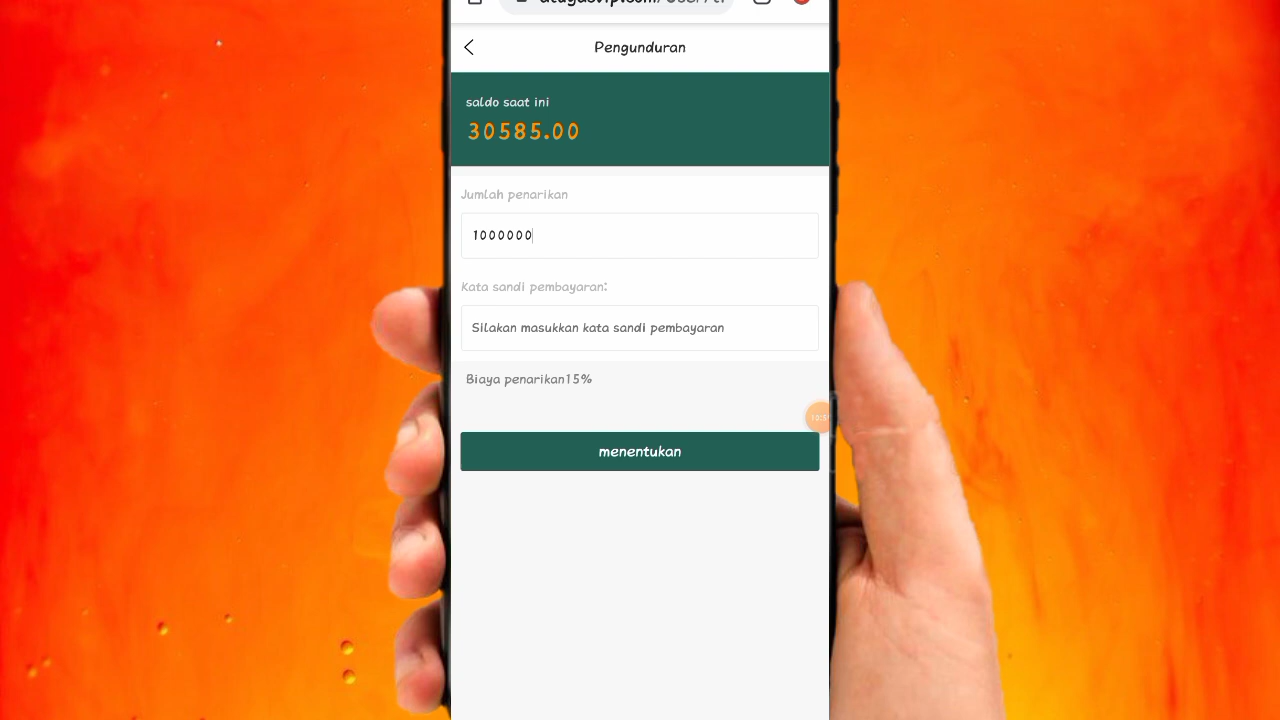 Pengunduran
saldo saat ini
30585.00
Jumlah penarikan
1000000
Kata sandi pembayaran:
Silakan masukkan kata sandi pembayaran
Biaya penarikan15%
menentukan